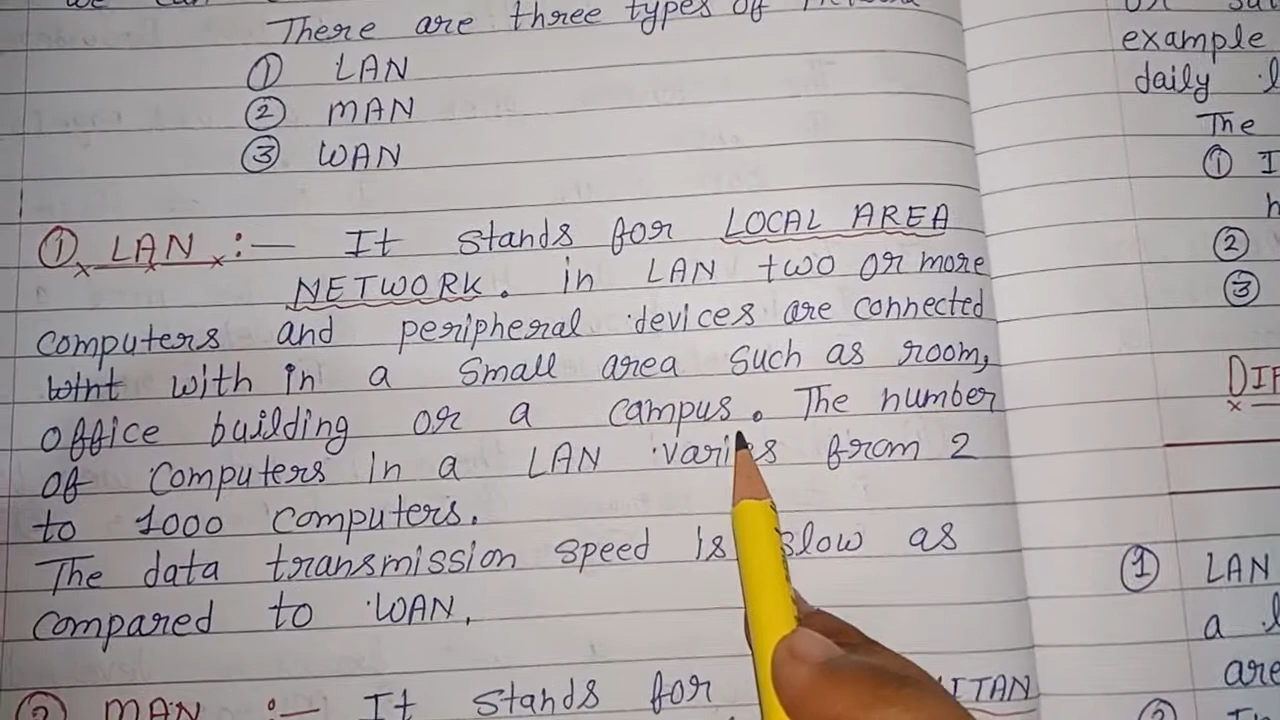 There are three types of
① LAN
② MAN
③ WAN
① LAN :— It stands for LOCAL AREA
NETWORK. in LAN two or more
computers and peripheral devices are connected
with in a small area such as room,
office building or a campus. The number
of computers in a LAN varies from 2
to 1000 computers.
The data transmission speed is slow as
compared to WAN.
② MAN :— It stands for
example
daily
The
①
②
③
① LAN
a
are
②